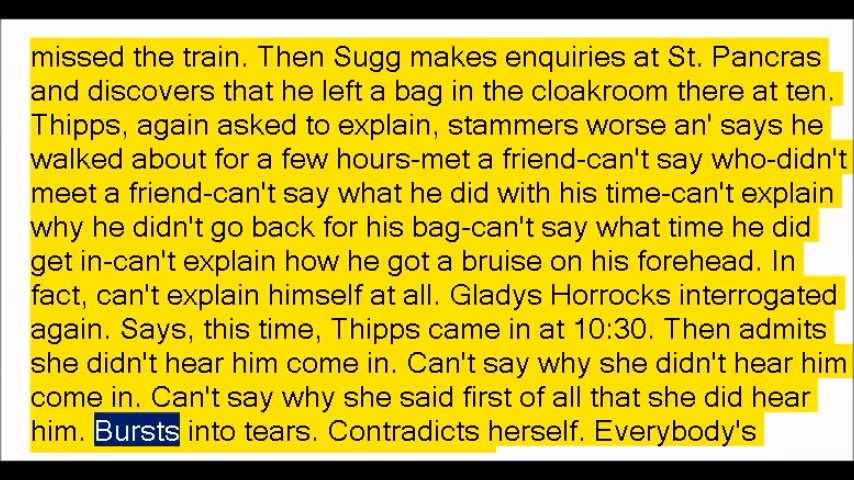 missed the train. Then Sugg makes enquiries at St. Pancras
and discovers that he left a bag in the cloakroom there at ten.
Thipps, again asked to explain, stammers worse an' says he
walked about for a few hours-met a friend-can't say who-didn't
meet a friend-can't say what he did with his time-can't explain
why he didn't go back for his bag-can't say what time he did
get in-can't explain how he got a bruise on his forehead. In
fact, can't explain himself at all. Gladys Horrocks interrogated
again. Says, this time, Thipps came in at 10:30. Then admits
she didn't hear him come in. Can't say why she didn't hear him
come in. Can't say why she said first of all that she did hear
him. Bursts into tears. Contradicts herself. Everybody's